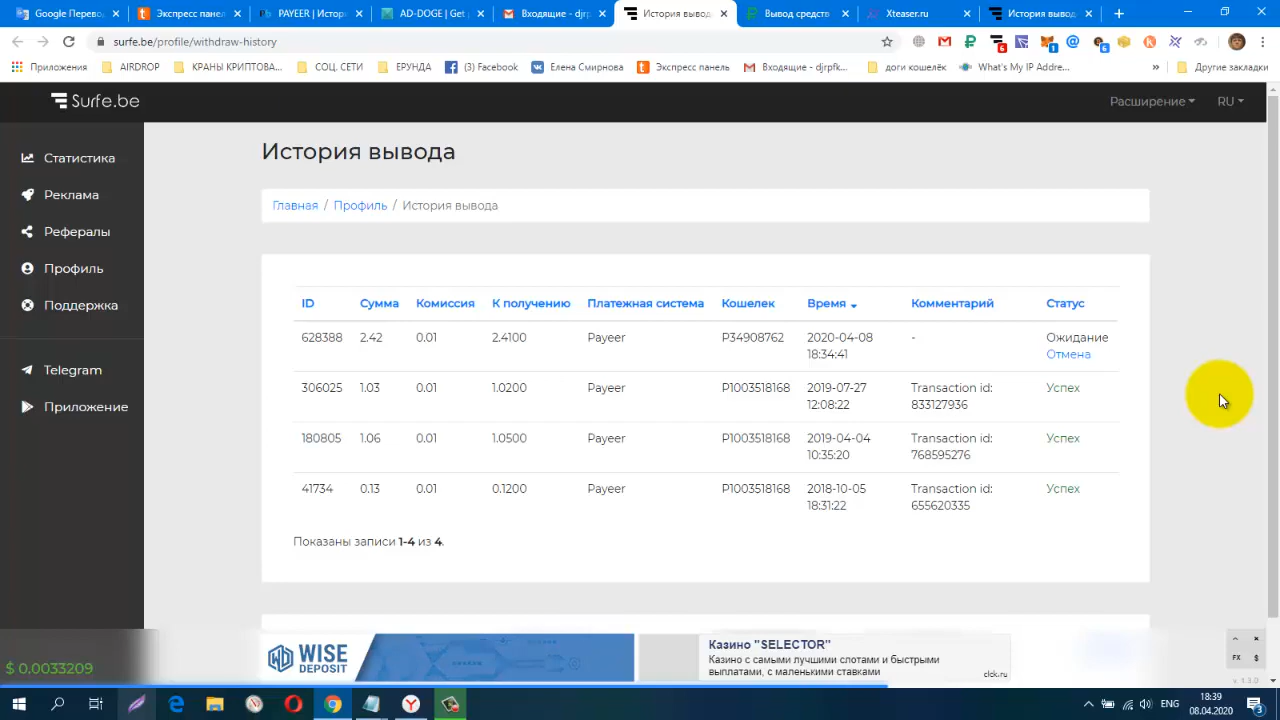 Google Перево
Экспресс панел
PAYEER | Истор
AD-DOGE | Get
Входящие - djr
История вывод
Вывод средств
Xteaser.ru
История вывод
surfe.be/profile/withdraw-history
Приложения
AIRDROP
КРАНЫ КРИПТОВА...
СОЦ. СЕТИ
ЕРУНДА
(3) Facebook
Елена Смирнова
Экспресс панель
Входящие - djrpfk...
доги кошелёк
What's My IP Addre...
»
Другие закладки
Surfe.be
Расширение
RU
Статистика
Реклама
Рефералы
Профиль
Поддержка
Telegram
Приложение
История вывода
Главная / Профиль / История вывода
ID Сумма Комиссия К получению Платежная система Кошелек Время Комментарий Статус
628388 2.42 0.01 2.4100 Payeer P34908762 2020-04-08 - Ожидание
18:34:41 Отмена
306025 1.03 0.01 1.0200 Payeer P1003518168 2019-07-27 Transaction id: Успех
12:08:22 833127936
180805 1.06 0.01 1.0500 Payeer P1003518168 2019-04-04 Transaction id: Успех
10:35:20 768595276
41734 0.13 0.01 0.1200 Payeer P1003518168 2018-10-05 Transaction id: Успех
18:31:22 655620335
Показаны записи 1-4 из 4.
WISE
DEPOSIT
Казино "SELECTOR"
Казино с самыми лучшими слотами и быстрыми
выплатами, с маленькими ставками
clck.ru
FX $
v. 1.3.0
$ 0.0033209
ENG
18:39
08.04.2020